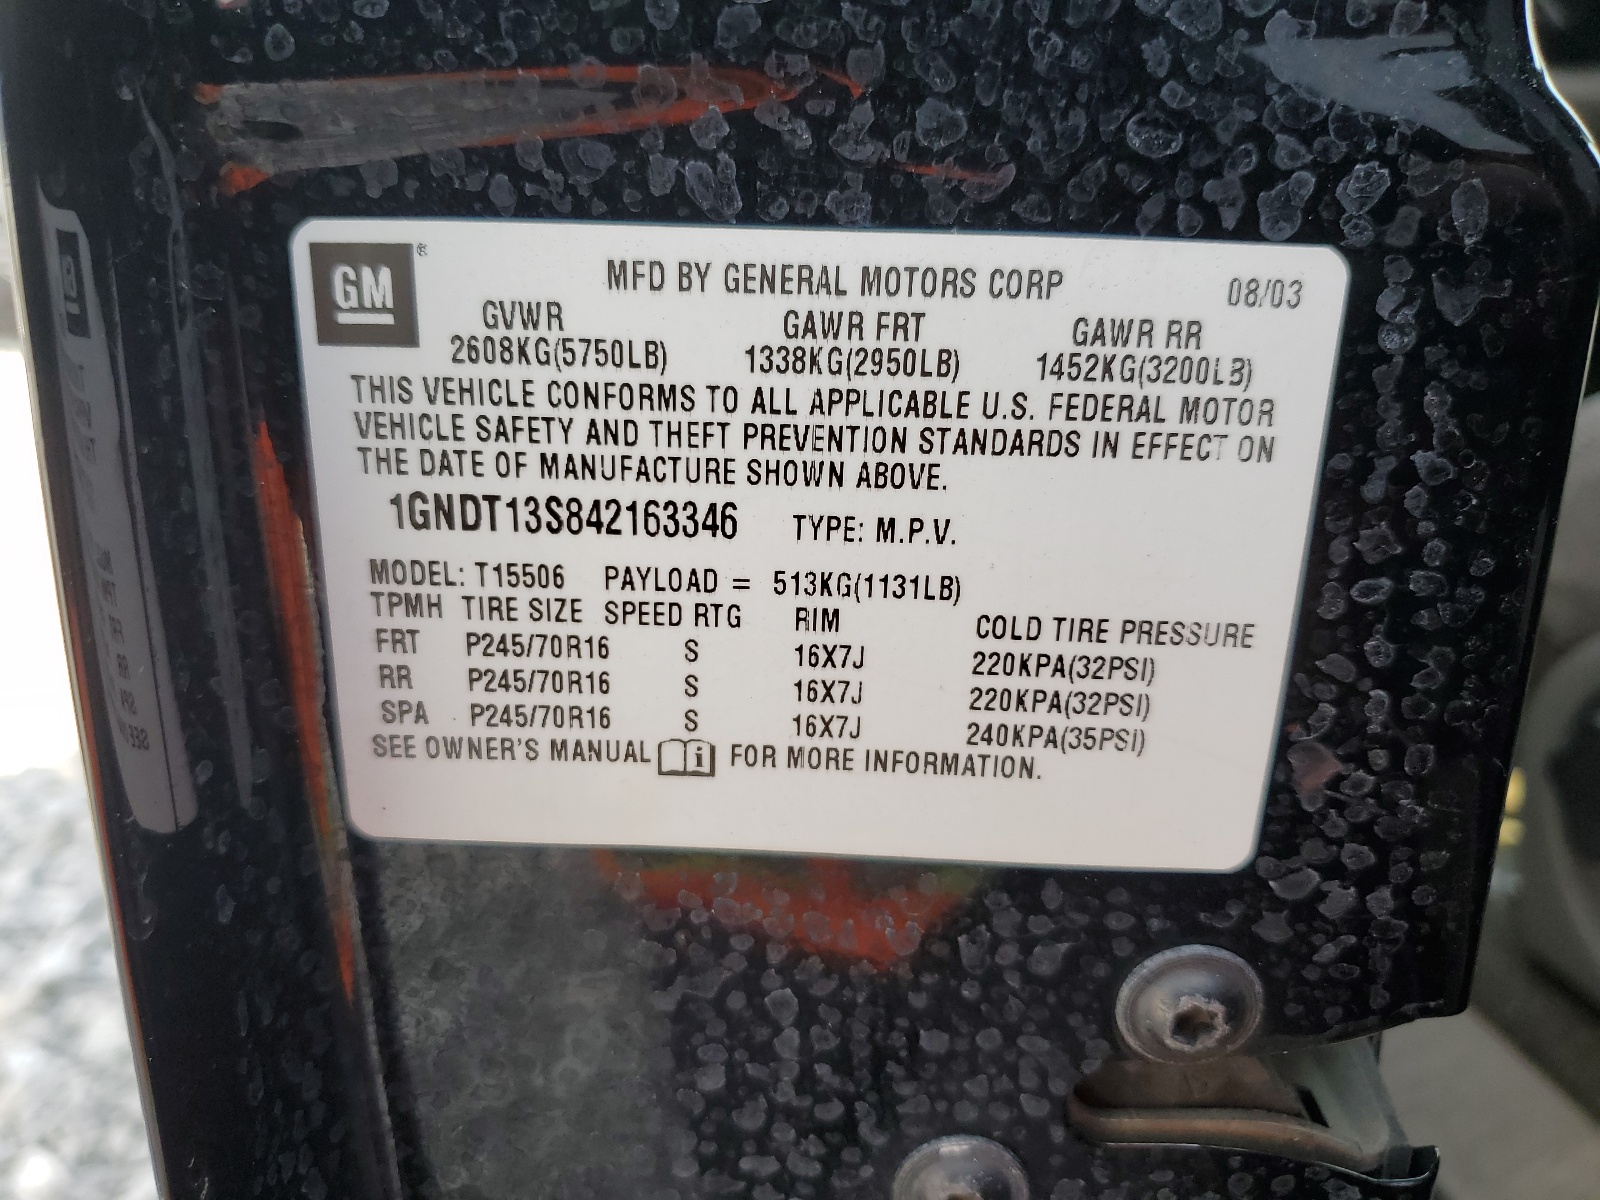 GM ®
MFD BY GENERAL MOTORS CORP 08/03
GVWR GAWR FRT GAWR RR
2608KG(5750LB) 1338KG(2950LB) 1452KG(3200LB)
THIS VEHICLE CONFORMS TO ALL APPLICABLE U.S. FEDERAL MOTOR
VEHICLE SAFETY AND THEFT PREVENTION STANDARDS IN EFFECT ON
THE DATE OF MANUFACTURE SHOWN ABOVE.
1GNDT13S842163346 TYPE: M.P.V.
MODEL: T15506 PAYLOAD = 513KG(1131LB)
TPMH TIRE SIZE SPEED RTG RIM COLD TIRE PRESSURE
FRT P245/70R16 S 16X7J 220KPA(32PSI)
RR P245/70R16 S 16X7J 220KPA(32PSI)
SPA P245/70R16 S 16X7J 240KPA(35PSI)
SEE OWNER'S MANUAL i FOR MORE INFORMATION.